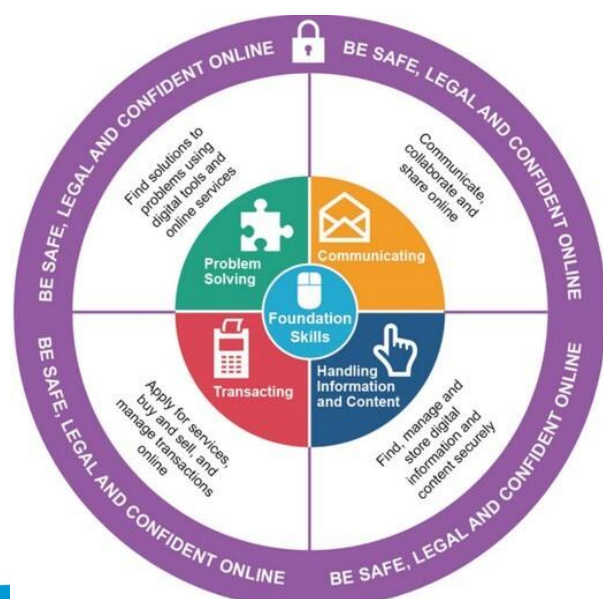 BE SAFE, LEGAL AND CONFIDENT ONLINE
BE SAFE, LEGAL AND CONFIDENT ONLINE
Find solutions to
problems using
digital tools and
online services
Communicate,
collaborate and
share online
Problem
Solving
Communicating
Foundation
Skills
Transacting
Handling
Information
and Content
Apply for services,
buy and sell, and
manage transactions
online
Find, manage and
store digital
information and
content securely
BE SAFE, LEGAL AND CONFIDENT ONLINE
BE SAFE, LEGAL AND CONFIDENT ONLINE